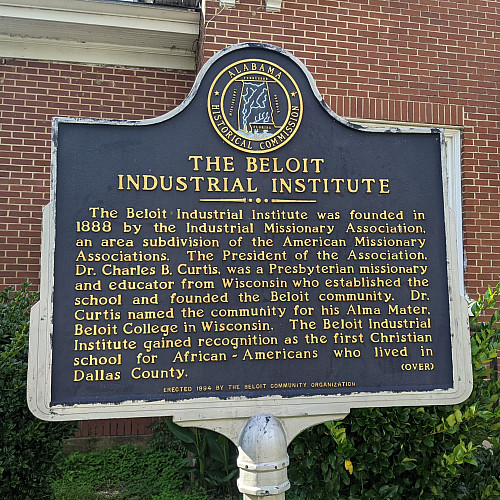 ALABAMA
HISTORICAL COMMISSION
THE BELOIT
INDUSTRIAL INSTITUTE
The Beloit Industrial Institute was founded in
1888 by the Industrial Missionary Association,
an area subdivision of the American Missionary
Associations. The President of the Association,
Dr. Charles B. Curtis, was a Presbyterian missionary
and educator from Wisconsin who established the
school and founded the Beloit community. Dr.
Curtis named the community for his Alma Mater,
Beloit College in Wisconsin. The Beloit Industrial
Institute gained recognition as the first Christian
school for African - Americans who lived in
Dallas County. (OVER)
ERECTED 1994 BY THE BELOIT COMMUNITY ORGANIZATION